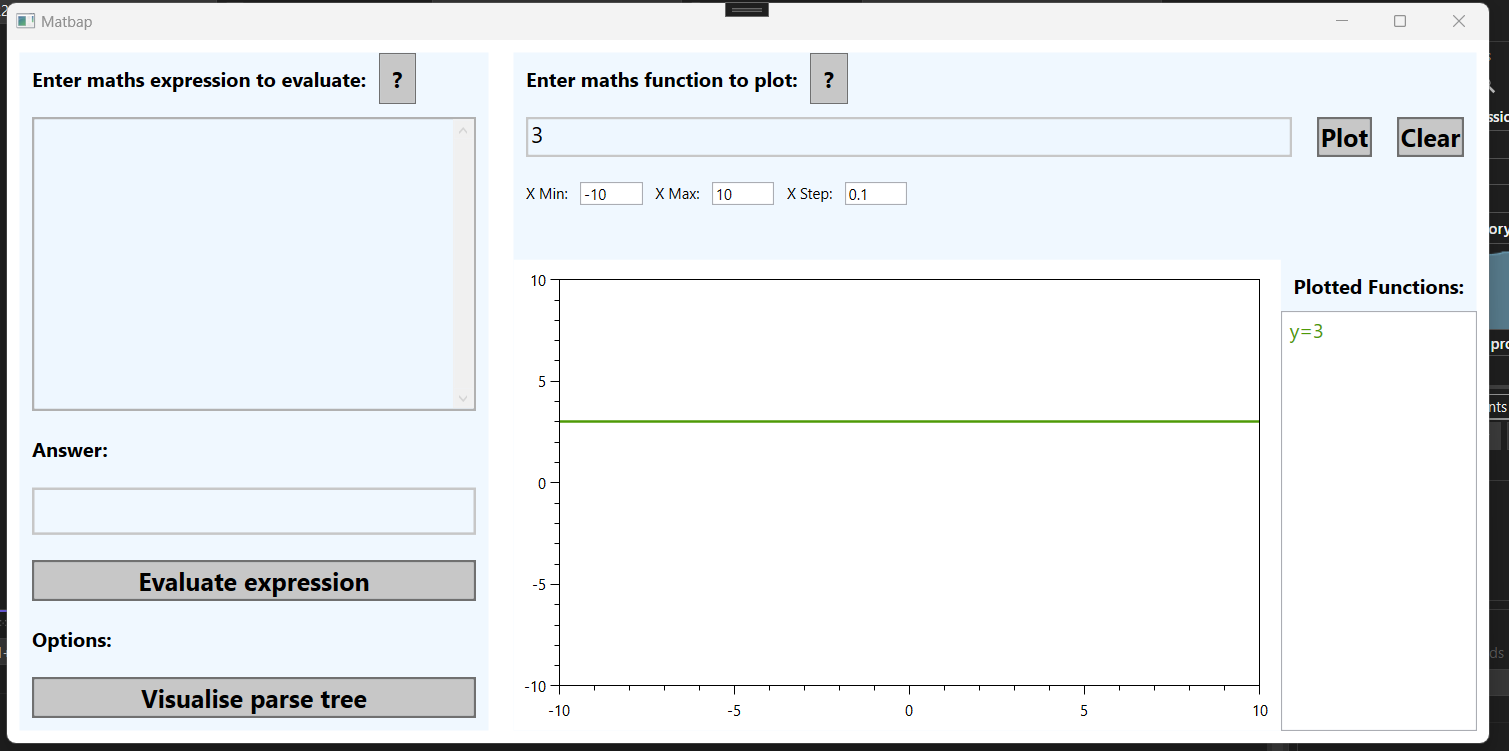 Matbap
Enter maths expression to evaluate: ?
Answer:
Evaluate expression
Options:
Visualise parse tree
Enter maths function to plot: ?
3
Plot
Clear
X Min: -10 X Max: 10 X Step: 0.1
10
5
0
-5
-10
-10 -5 0 5 10
Plotted Functions:
y=3